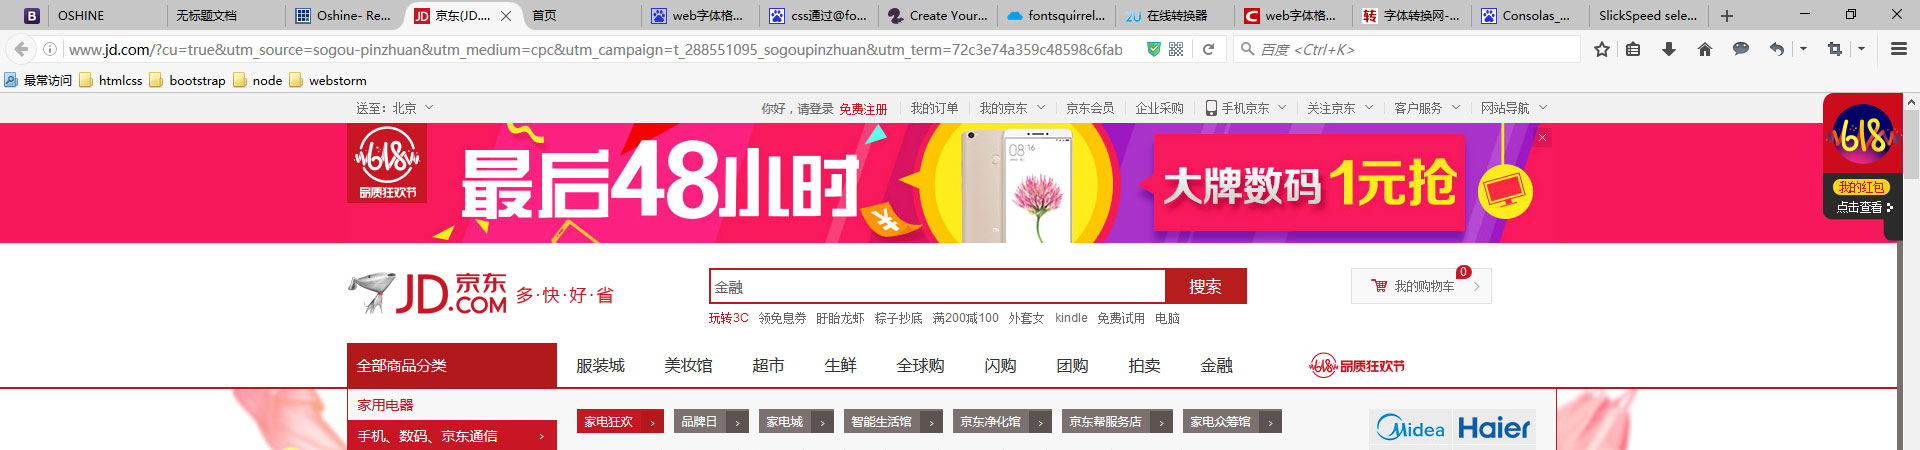 OSHINE 无标题文档 Oshine- Re... 京东(JD.... 首页 web字体格... css通过@fo... Create Your... fontsquirrel... 在线转换器 web字体格... 字体转换网-... Consolas_... SlickSpeed sele...
www.jd.com/?cu=true&utm_source=sogou-pinzhuan&utm_medium=cpc&utm_campaign=t_288551095_sogoupinzhuan&utm_term=72c3e74a359c48598c6fab 百度 <Ctrl+K>
最常访问 htmlcss bootstrap node webstorm
送至：北京 你好，请登录 免费注册 我的订单 我的京东 京东会员 企业采购 手机京东 关注京东 客户服务 网站导航
618
品质狂欢节
最后48小时
08:16
大牌数码 1元抢
618
我的红包
点击查看
JD 京东
.COM
多·快·好·省
金融 搜索
0
我的购物车
玩转3C 领免息券 盱眙龙虾 粽子抄底 满200减100 外套女 kindle 免费试用 电脑
全部商品分类 服装城 美妆馆 超市 生鲜 全球购 闪购 团购 拍卖 金融 618 品质狂欢节
家用电器
家电狂欢 品牌日 家电城 智能生活馆 京东净化馆 京东帮服务店 家电众筹馆 Midea Haier
手机、数码、京东通信